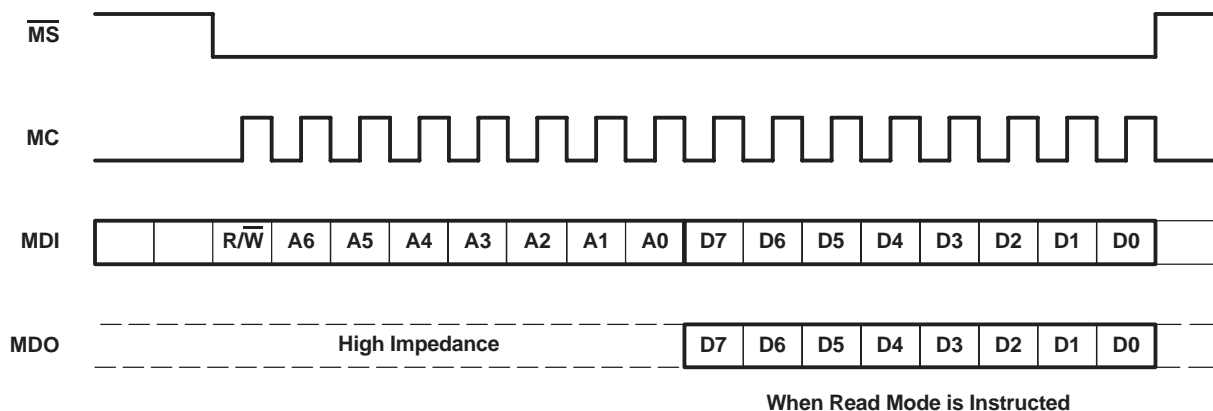 M̅S̅
MC
MDI R/W̅ A6 A5 A4 A3 A2 A1 A0 D7 D6 D5 D4 D3 D2 D1 D0
MDO High Impedance D7 D6 D5 D4 D3 D2 D1 D0
When Read Mode is Instructed